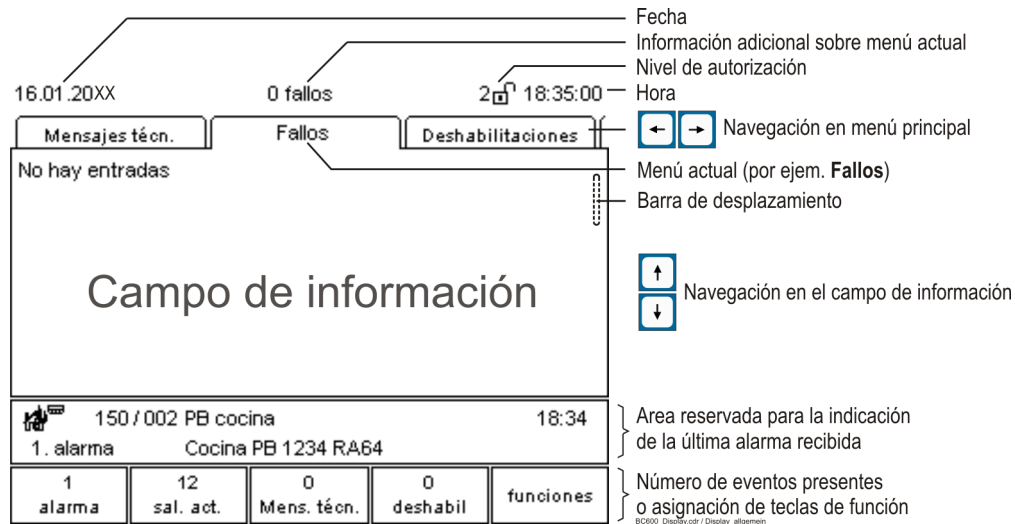 Fecha
Información adicional sobre menú actual
Nivel de autorización
16.01.20XX 0 fallos 2 18:35:00 Hora
Mensajes técn. Fallos Deshabilitaciones Navegación en menú principal
No hay entradas Menú actual (por ejem. Fallos)
Barra de desplazamiento
Campo de información
Navegación en el campo de información
150 / 002 PB cocina 18:34 Area reservada para la indicación
1. alarma Cocina PB 1234 RA64 de la última alarma recibida
1 12 0 0 Número de eventos presentes
alarma sal. act. Mens. técn. deshabil funciones o asignación de teclas de función
BC600_Display.cdr / Display_allgemein